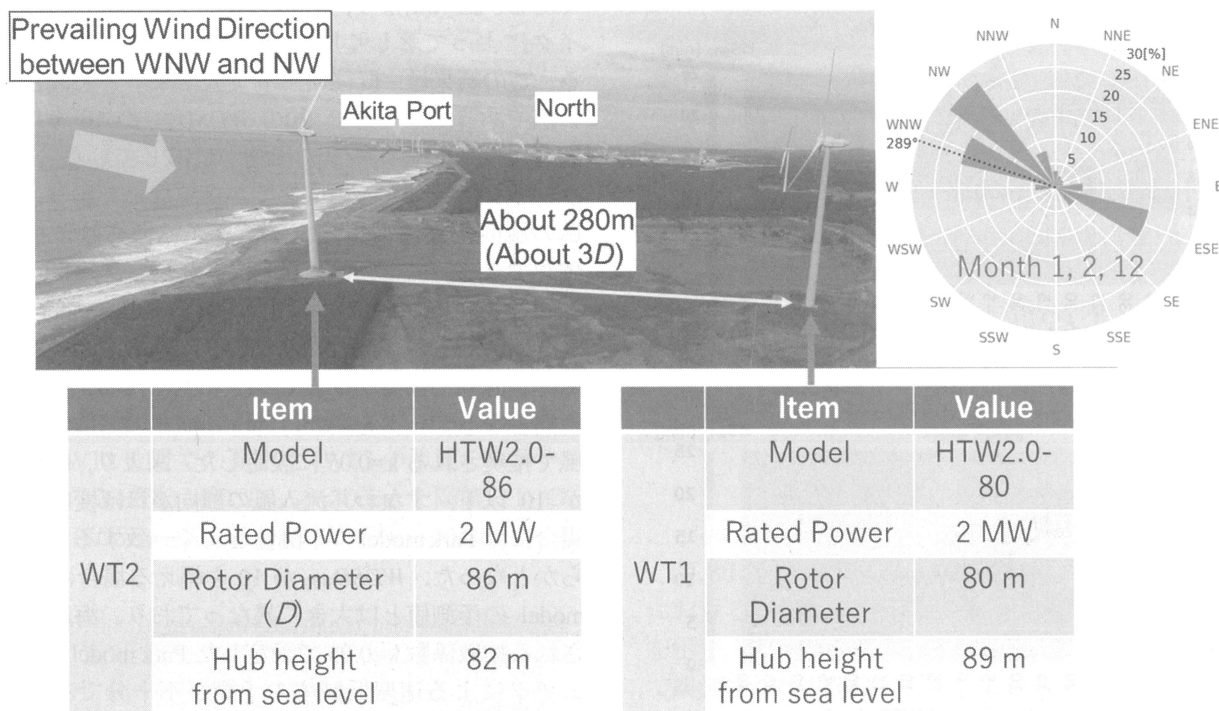 Prevailing Wind Direction
between WNW and NW
Akita Port
North
About 280m
(About 3D)
N
NNE
NE
ENE
E
ESE
SE
SSE
S
SSW
SW
WSW
W
WNW
NW
NNW
30[%]
25
20
15
10
5
289°
Month 1, 2, 12
Item Value
WT2
Model HTW2.0-
86
Rated Power 2 MW
Rotor Diameter 86 m
(D)
Hub height 82 m
from sea level
Item Value
WT1
Model HTW2.0-
80
Rated Power 2 MW
Rotor 80 m
Diameter
Hub height 89 m
from sea level